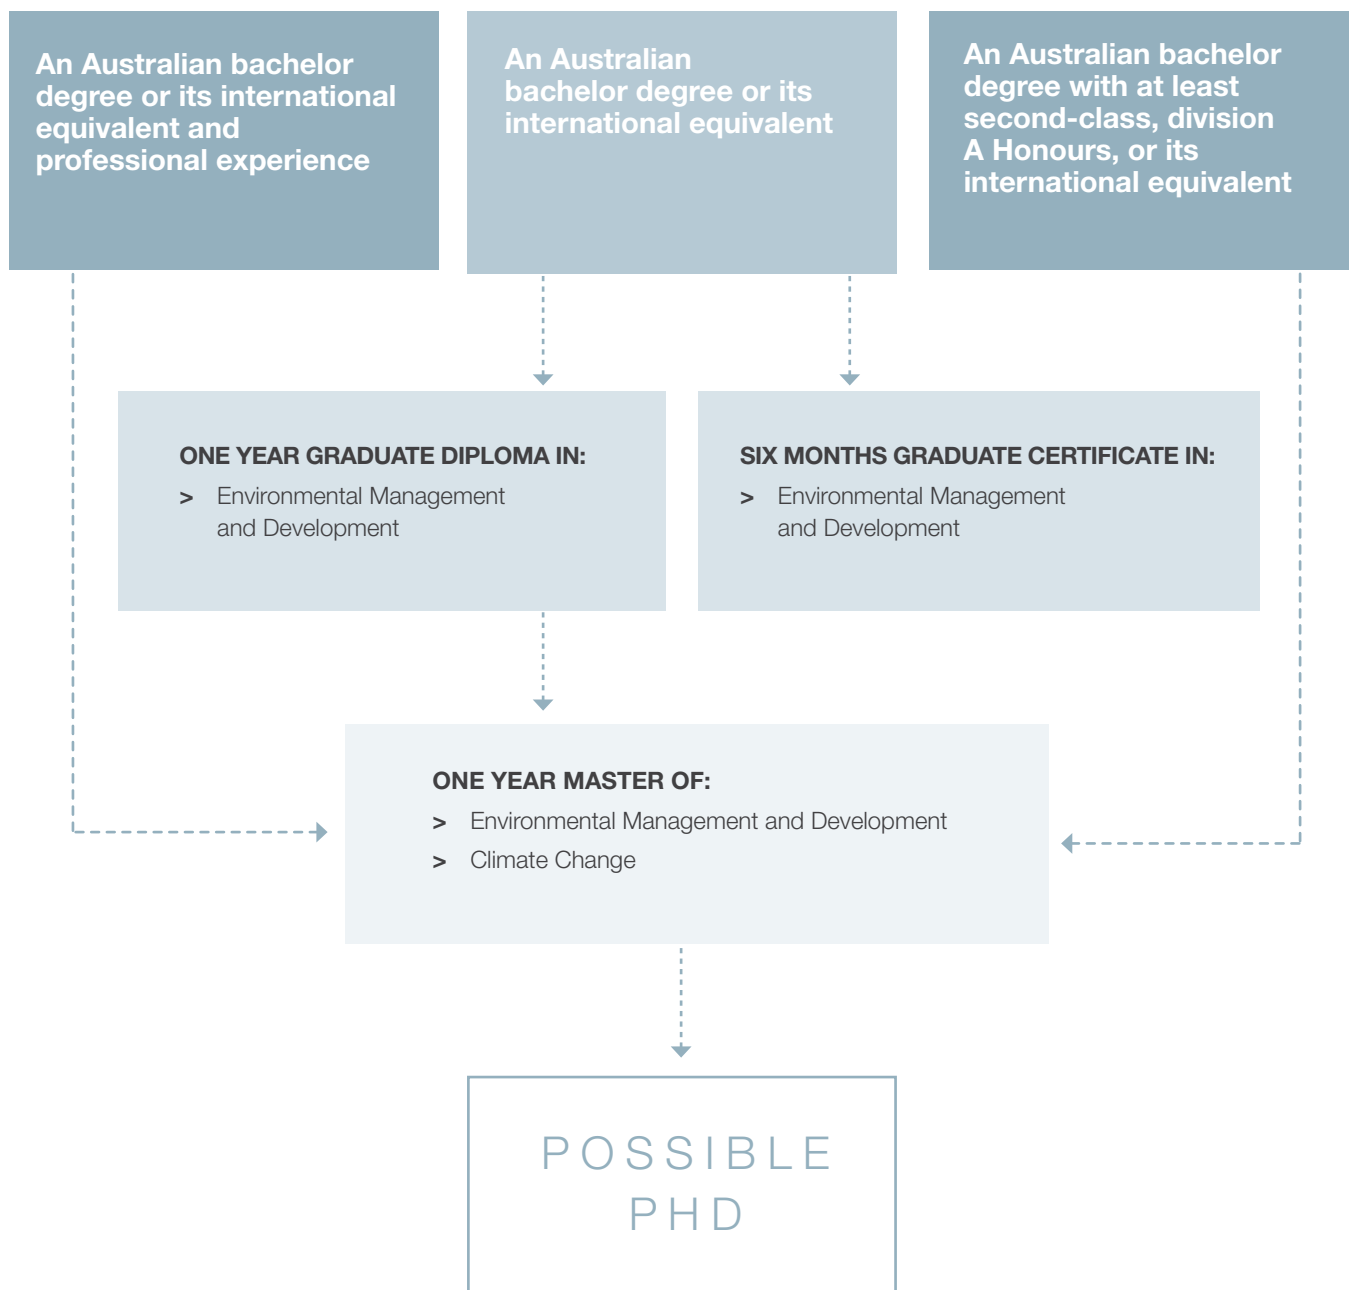 An Australian bachelor
degree or its international
equivalent and
professional experience
An Australian
bachelor degree or its
international equivalent
An Australian bachelor
degree with at least
second-class, division
A Honours, or its
international equivalent
ONE YEAR GRADUATE DIPLOMA IN:
> Environmental Management
and Development
SIX MONTHS GRADUATE CERTIFICATE IN:
> Environmental Management
and Development
ONE YEAR MASTER OF:
> Environmental Management and Development
> Climate Change
POSSIBLE
PHD